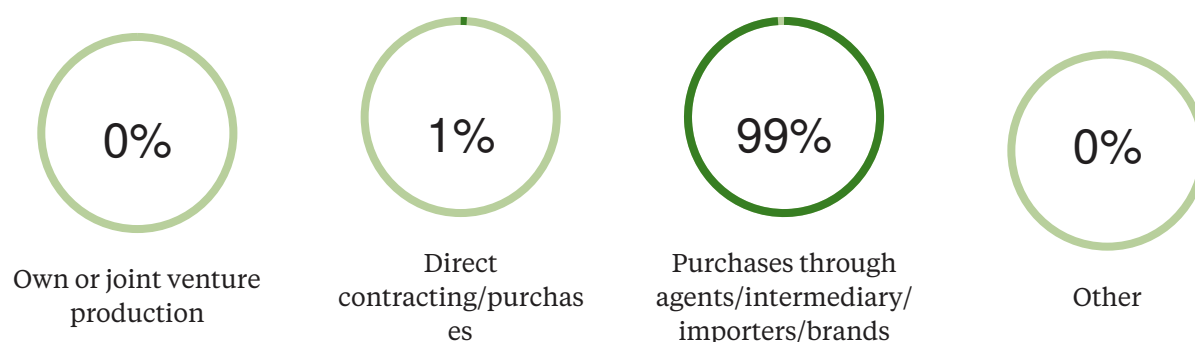 0%
Own or joint venture
production
1%
Direct
contracting/purchas
es
99%
Purchases through
agents/intermediary/
importers/brands
0%
Other